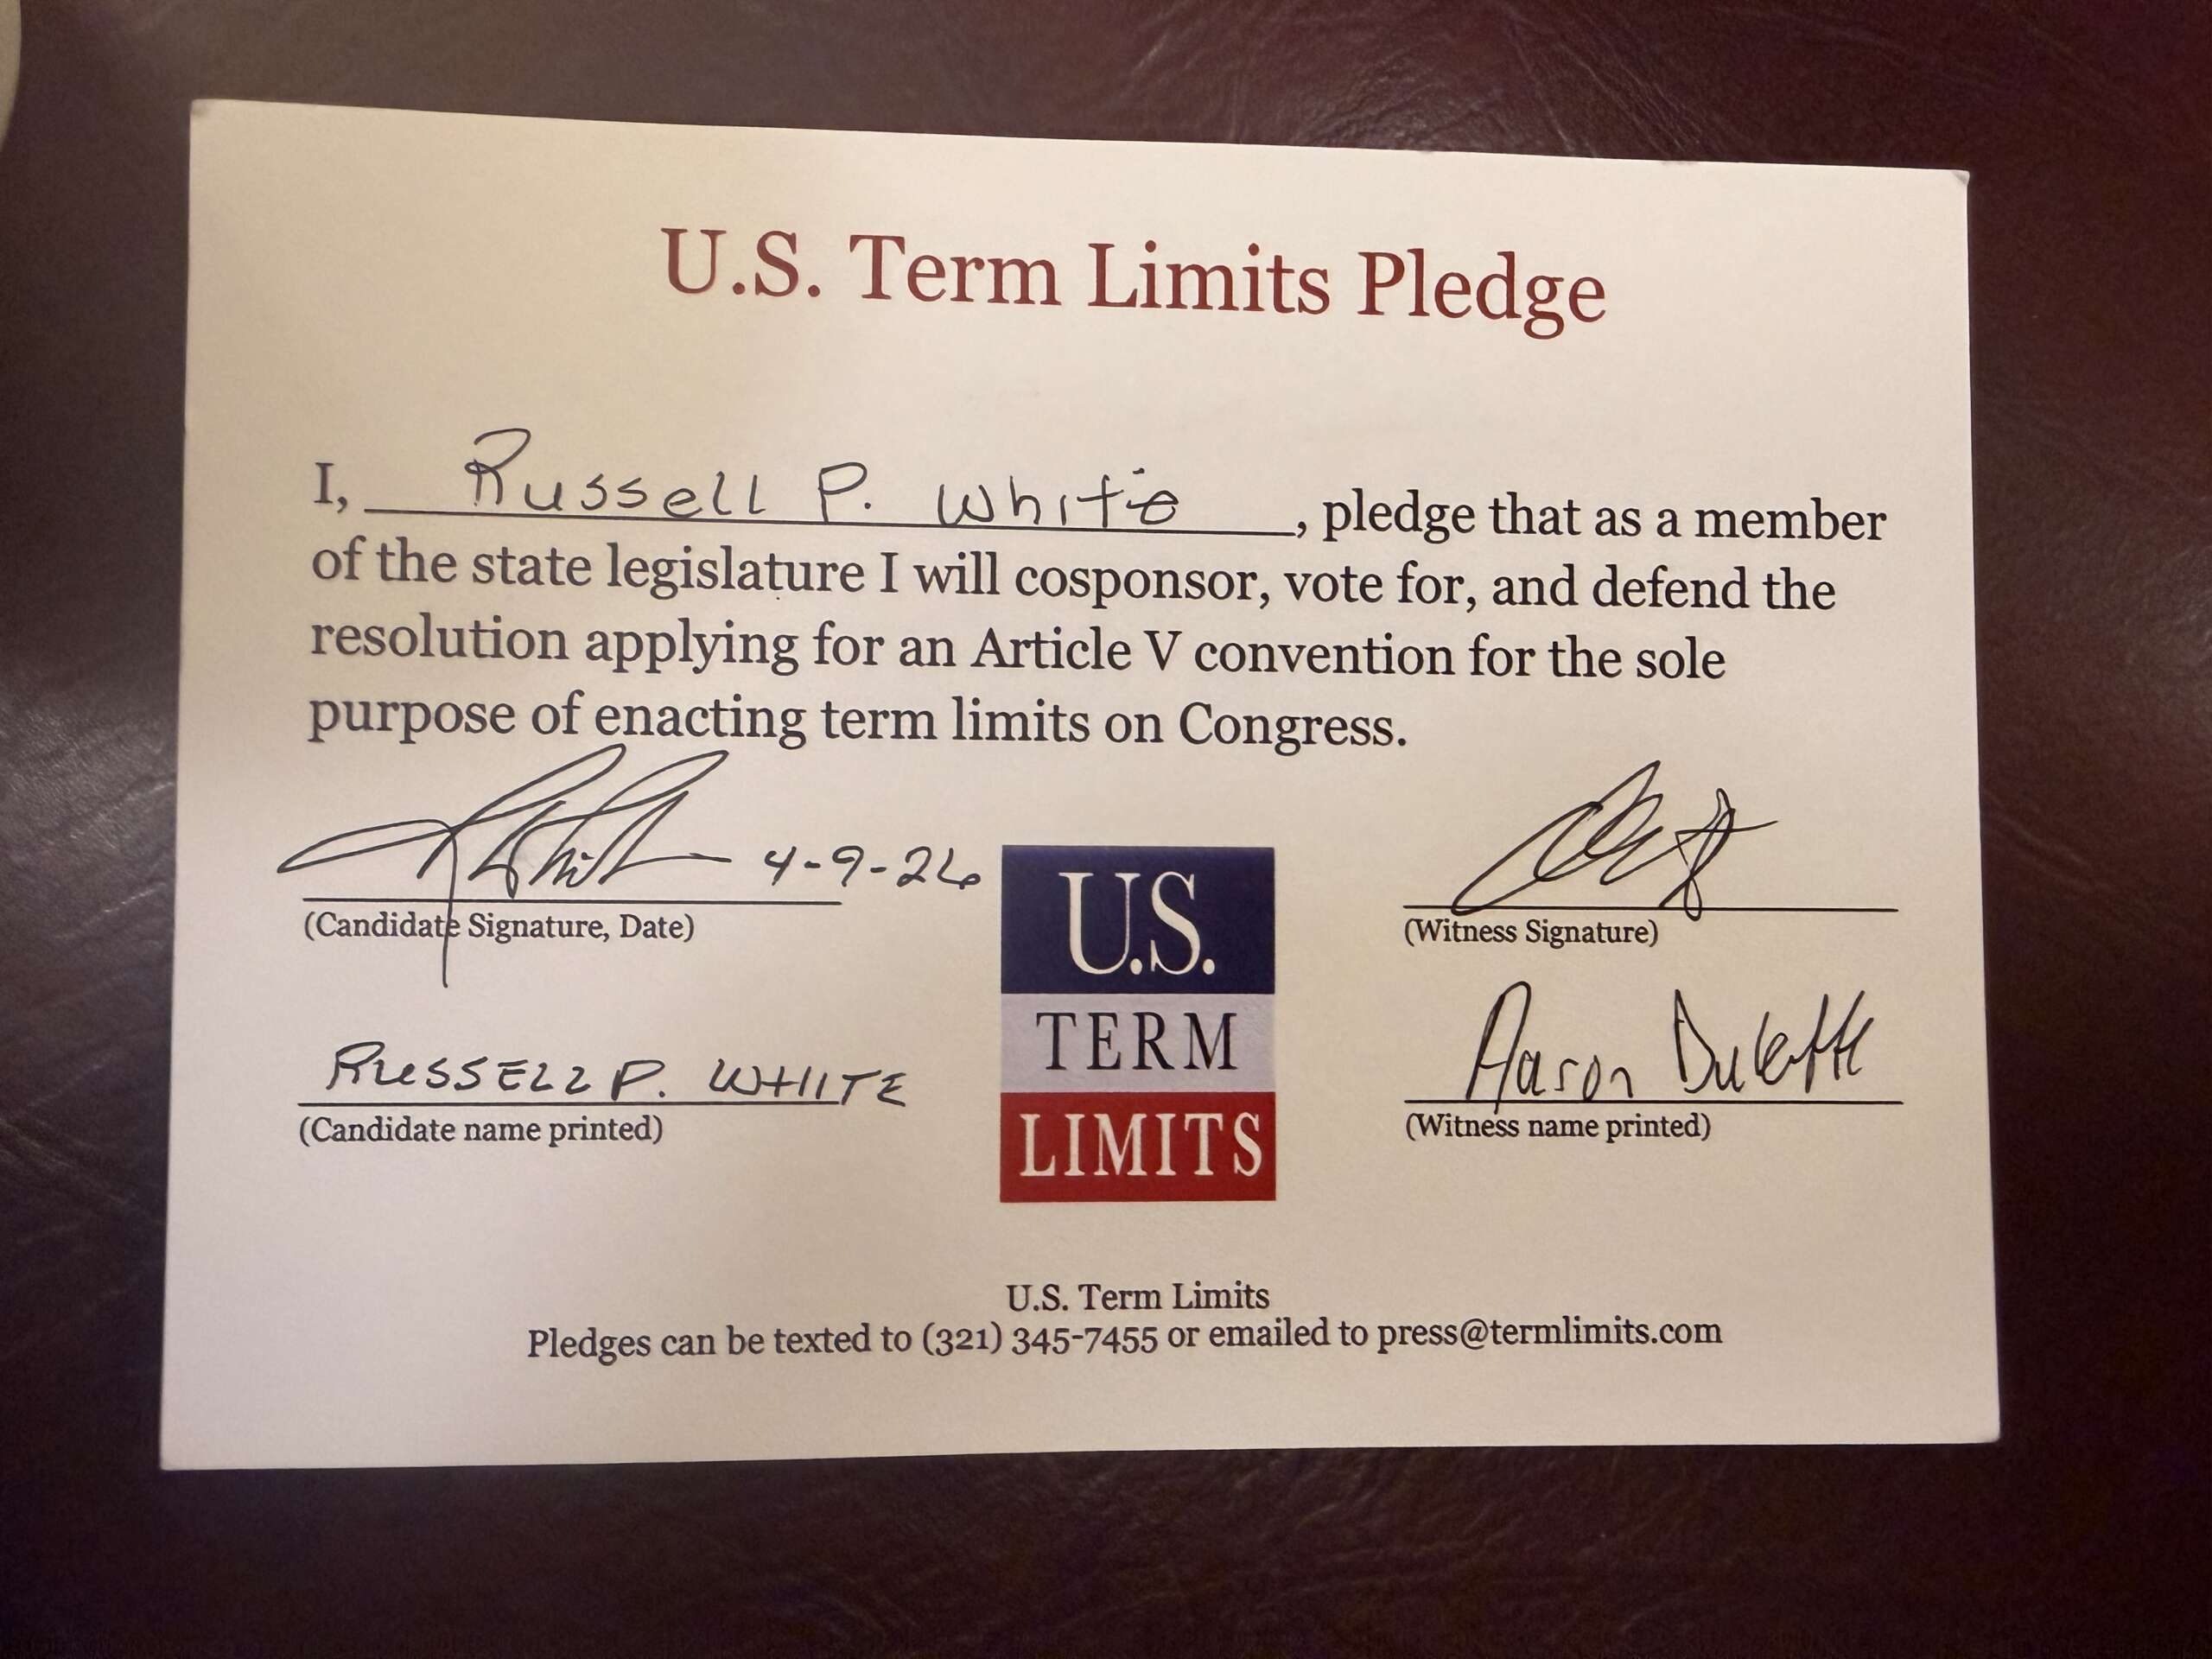 U.S. Term Limits Pledge
I, Russell P. White, pledge that as a member
of the state legislature I will cosponsor, vote for, and defend the
resolution applying for an Article V convention for the sole
purpose of enacting term limits on Congress.
4-9-26
(Candidate Signature, Date)
(Witness Signature)
RUSSELL P. WHITE
(Candidate name printed)
Aaron
(Witness name printed)
U.S.
TERM
LIMITS
U.S. Term Limits
Pledges can be texted to (321) 345-7455 or emailed to press@termlimits.com